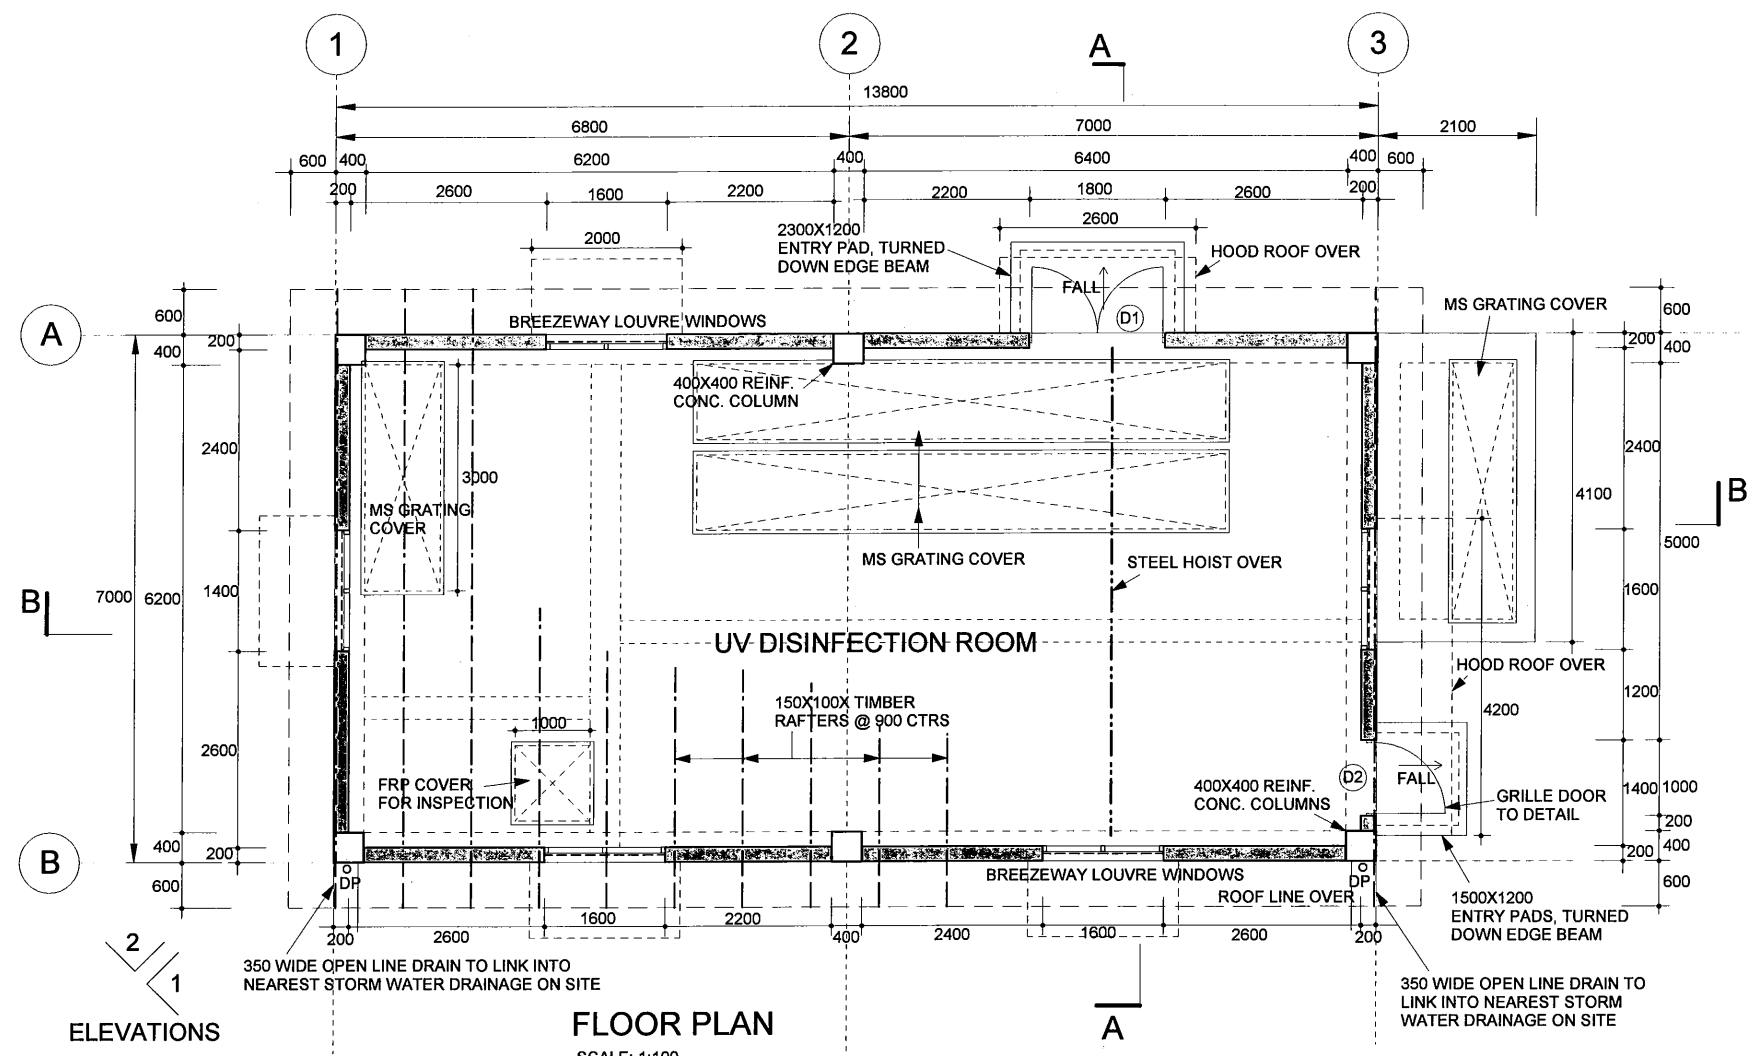 1
2
3
A
13800
6800
7000
2100
600
400
6200
400
6400
400
600
200
2600
1600
2200
2200
1800
2600
200
2000
2600
2300X1200
ENTRY PAD, TURNED
DOWN EDGE BEAM
HOOD ROOF OVER
FALL
D1
MS GRATING COVER
BREEZEWAY LOUVRE WINDOWS
A
600
400
200
600
200
400
400X400 REINF.
CONC. COLUMN
2400
3000
MS GRATING
COVER
MS GRATING COVER
STEEL HOIST OVER
4100
2400
B
5000
B
7000
6200
1400
1600
UV DISINFECTION ROOM
HOOD ROOF OVER
1200
4200
150X100X TIMBER
RAFTERS @ 900 CTRS
2600
1000
FRP COVER
FOR INSPECTION
400X400 REINF.
CONC. COLUMNS
D2
FALL
GRILLE DOOR
TO DETAIL
1400
1000
200
400
200
B
400
200
600
600
DP
BREEZEWAY LOUVRE WINDOWS
DP
ROOF LINE OVER
1500X1200
ENTRY PADS, TURNED
DOWN EDGE BEAM
200
2600
1600
2200
400
2400
1600
2600
200
2
1
ELEVATIONS
350 WIDE OPEN LINE DRAIN TO LINK INTO
NEAREST STORM WATER DRAINAGE ON SITE
350 WIDE OPEN LINE DRAIN TO
LINK INTO NEAREST STORM
WATER DRAINAGE ON SITE
FLOOR PLAN
A
SCALE: 1:100